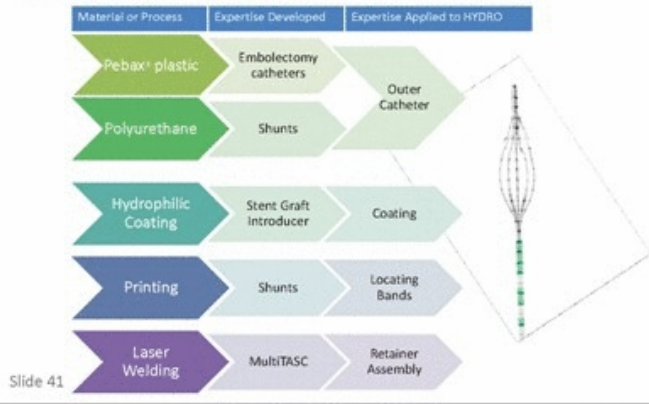 Material or Process
Expertise Developed
Expertise Applied to HYDRO
Pebax® plastic
Embolectomy
catheters
Outer
Catheter
Polyurethane
Shunts
Hydrophilic
Coating
Stent Graft
Introducer
Coating
Printing
Shunts
Locating
Bands
Laser
Welding
MultiTASC
Retainer
Assembly
Slide 41